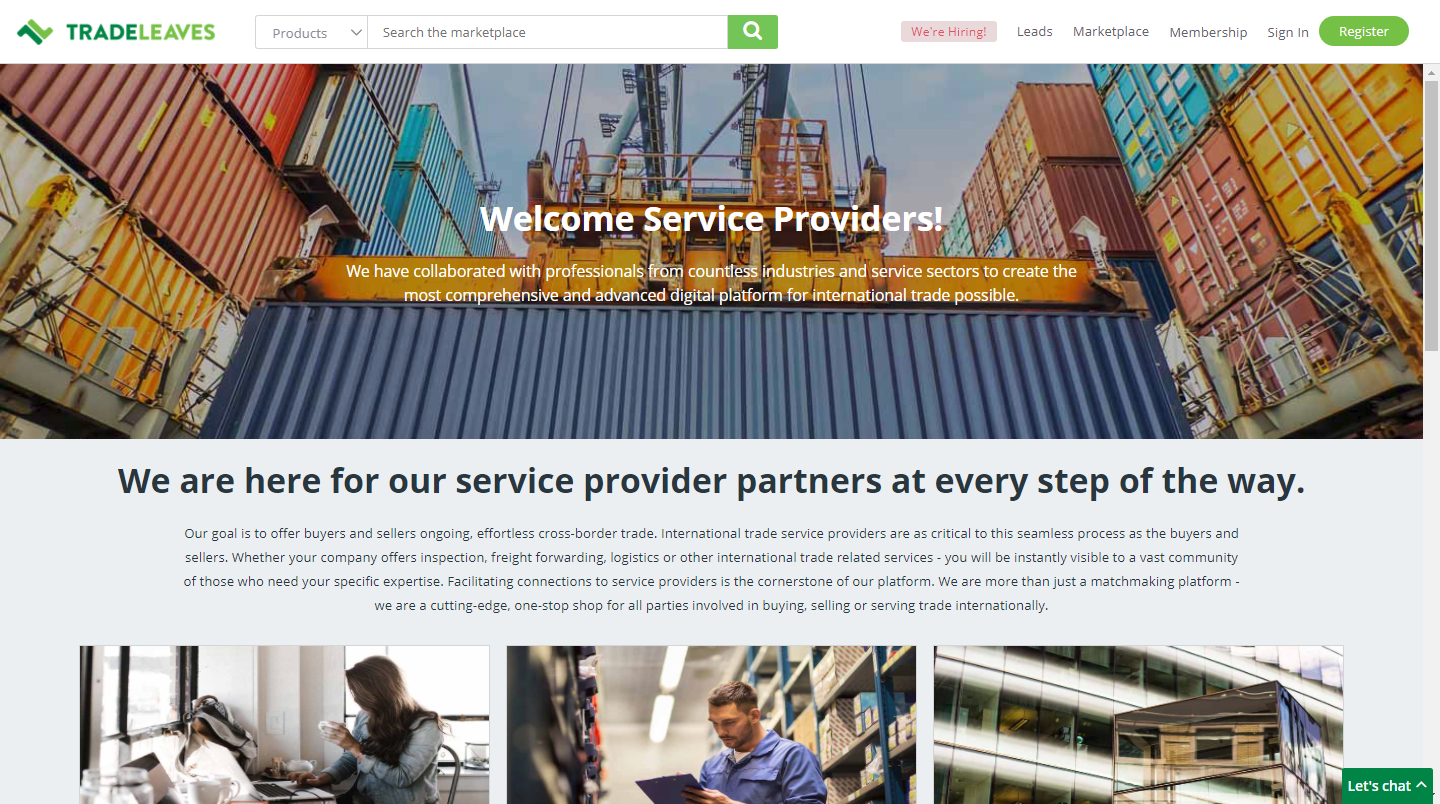 TRADELEAVES
Products
Search the marketplace
We're Hiring!
Leads
Marketplace
Membership
Sign In
Register
Welcome Service Providers!
We have collaborated with professionals from countless industries and service sectors to create the
most comprehensive and advanced digital platform for international trade possible.
We are here for our service provider partners at every step of the way.
Our goal is to offer buyers and sellers ongoing, effortless cross-border trade. International trade service providers are as critical to this seamless process as the buyers and
sellers. Whether your company offers inspection, freight forwarding, logistics or other international trade related services - you will be instantly visible to a vast community
of those who need your specific expertise. Facilitating connections to service providers is the cornerstone of our platform. We are more than just a matchmaking platform -
we are a cutting-edge, one-stop shop for all parties involved in buying, selling or serving trade internationally.
Let's chat